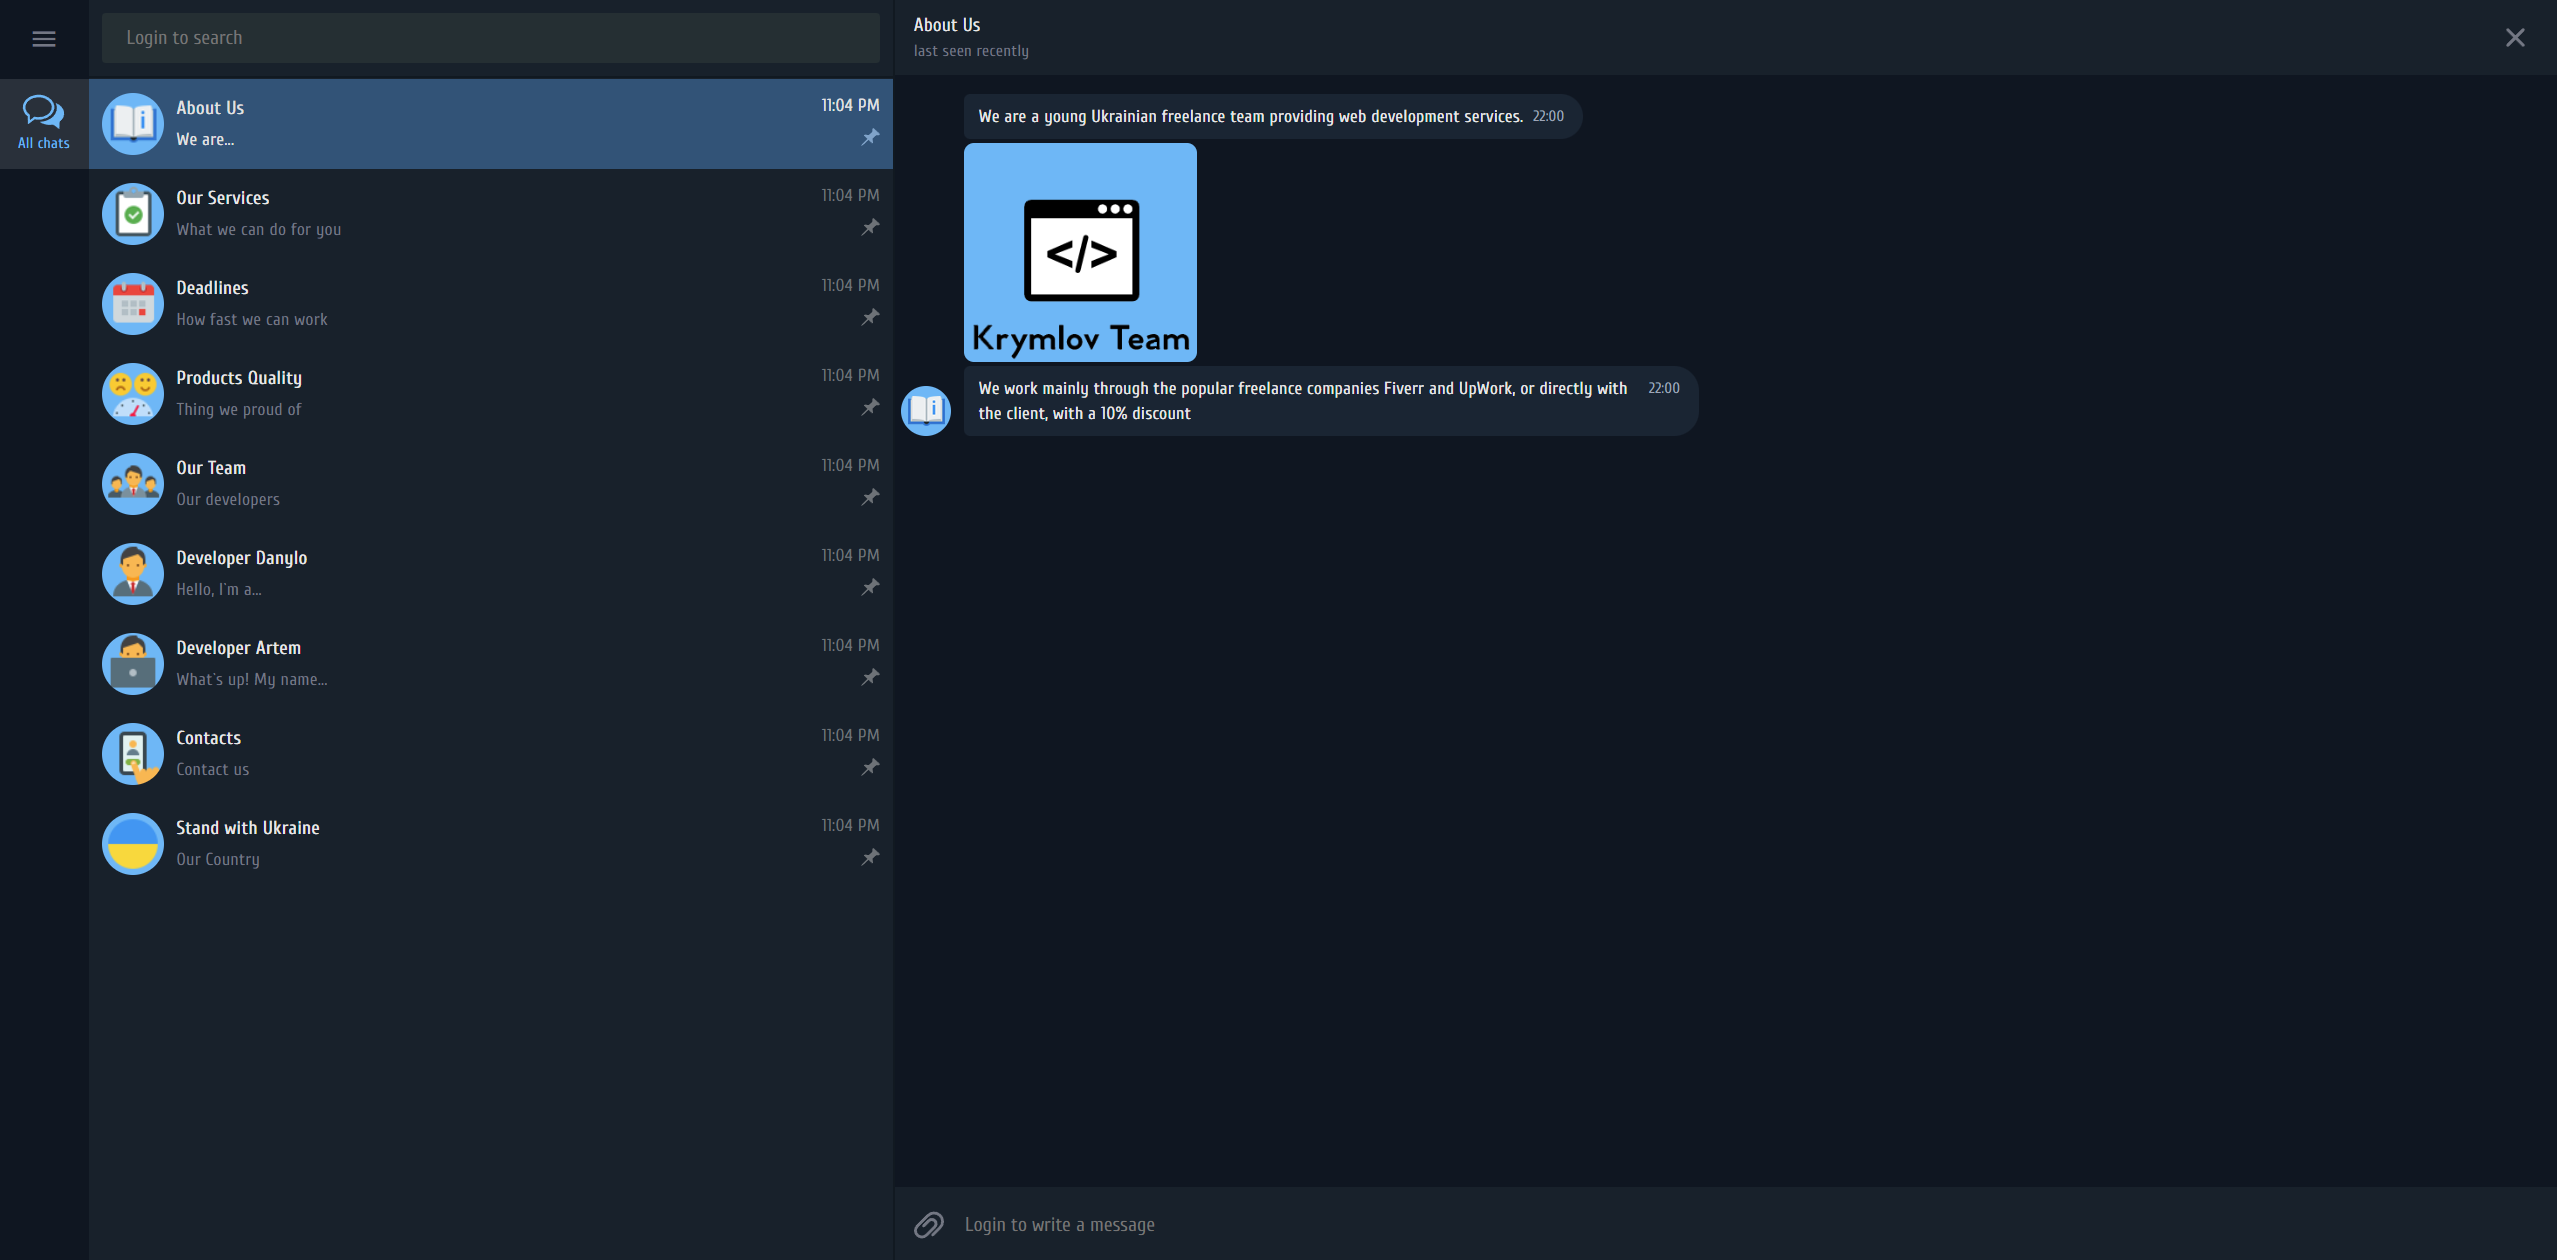 Login to search
All chats
About Us
11:04 PM
We are...
Our Services
11:04 PM
What we can do for you
Deadlines
11:04 PM
How fast we can work
Products Quality
11:04 PM
Thing we proud of
Our Team
11:04 PM
Our developers
Developer Danylo
11:04 PM
Hello, I`m a...
Developer Artem
11:04 PM
What`s up! My name...
Contacts
11:04 PM
Contact us
Stand with Ukraine
11:04 PM
Our Country
About Us
last seen recently
We are a young Ukrainian freelance team providing web development services. 22:00
</>
Krymlov Team
We work mainly through the popular freelance companies Fiverr and UpWork, or directly with 22:00
the client, with a 10% discount
Login to write a message